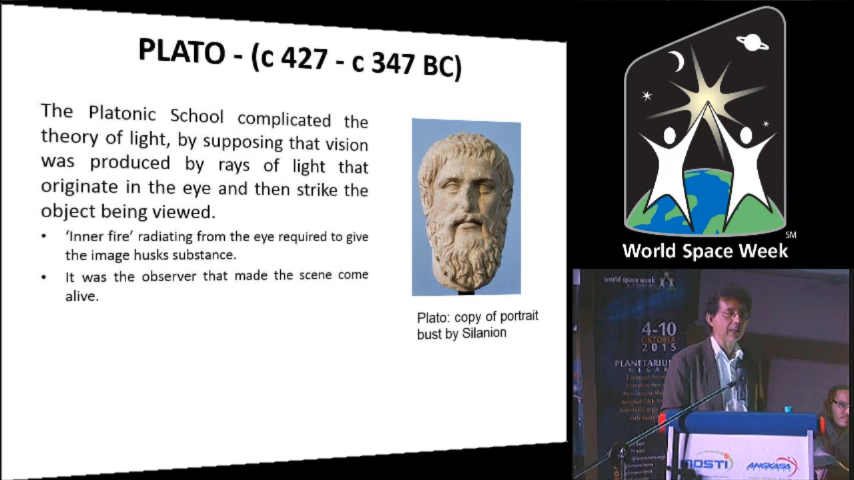 PLATO - (c 427 - c 347 BC)
The Platonic School complicated the
theory of light, by supposing that vision
was produced by rays of light that
originate in the eye and then strike the
object being viewed.
• ‘Inner fire’ radiating from the eye required to give
the image husks substance.
• It was the observer that made the scene come
alive.
Plato: copy of portrait
bust by Silanion
SM
World Space Week
world space week
4-10
OKTOBER
2015
PLANETARIUM
NEGARA
MOSTI
ANGKASA